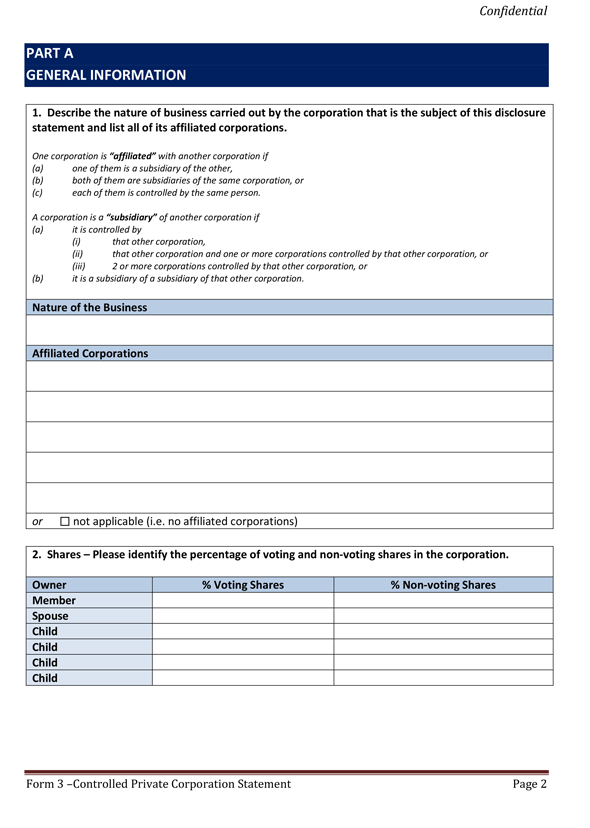 Confidential
PART A
GENERAL INFORMATION
1. Describe the nature of business carried out by the corporation that is the subject of this disclosure
statement and list all of its affiliated corporations.
One corporation is “affiliated” with another corporation if
(a) one of them is a subsidiary of the other,
(b) both of them are subsidiaries of the same corporation, or
(c) each of them is controlled by the same person.
A corporation is a “subsidiary” of another corporation if
(a) it is controlled by
(i) that other corporation,
(ii) that other corporation and one or more corporations controlled by that other corporation, or
(iii) 2 or more corporations controlled by that other corporation, or
(b) it is a subsidiary of a subsidiary of that other corporation.
Nature of the Business
Affiliated Corporations
or ☐ not applicable (i.e. no affiliated corporations)
2. Shares – Please identify the percentage of voting and non-voting shares in the corporation.
Owner % Voting Shares % Non-voting Shares
Member
Spouse
Child
Child
Child
Child
Form 3 –Controlled Private Corporation Statement Page 2